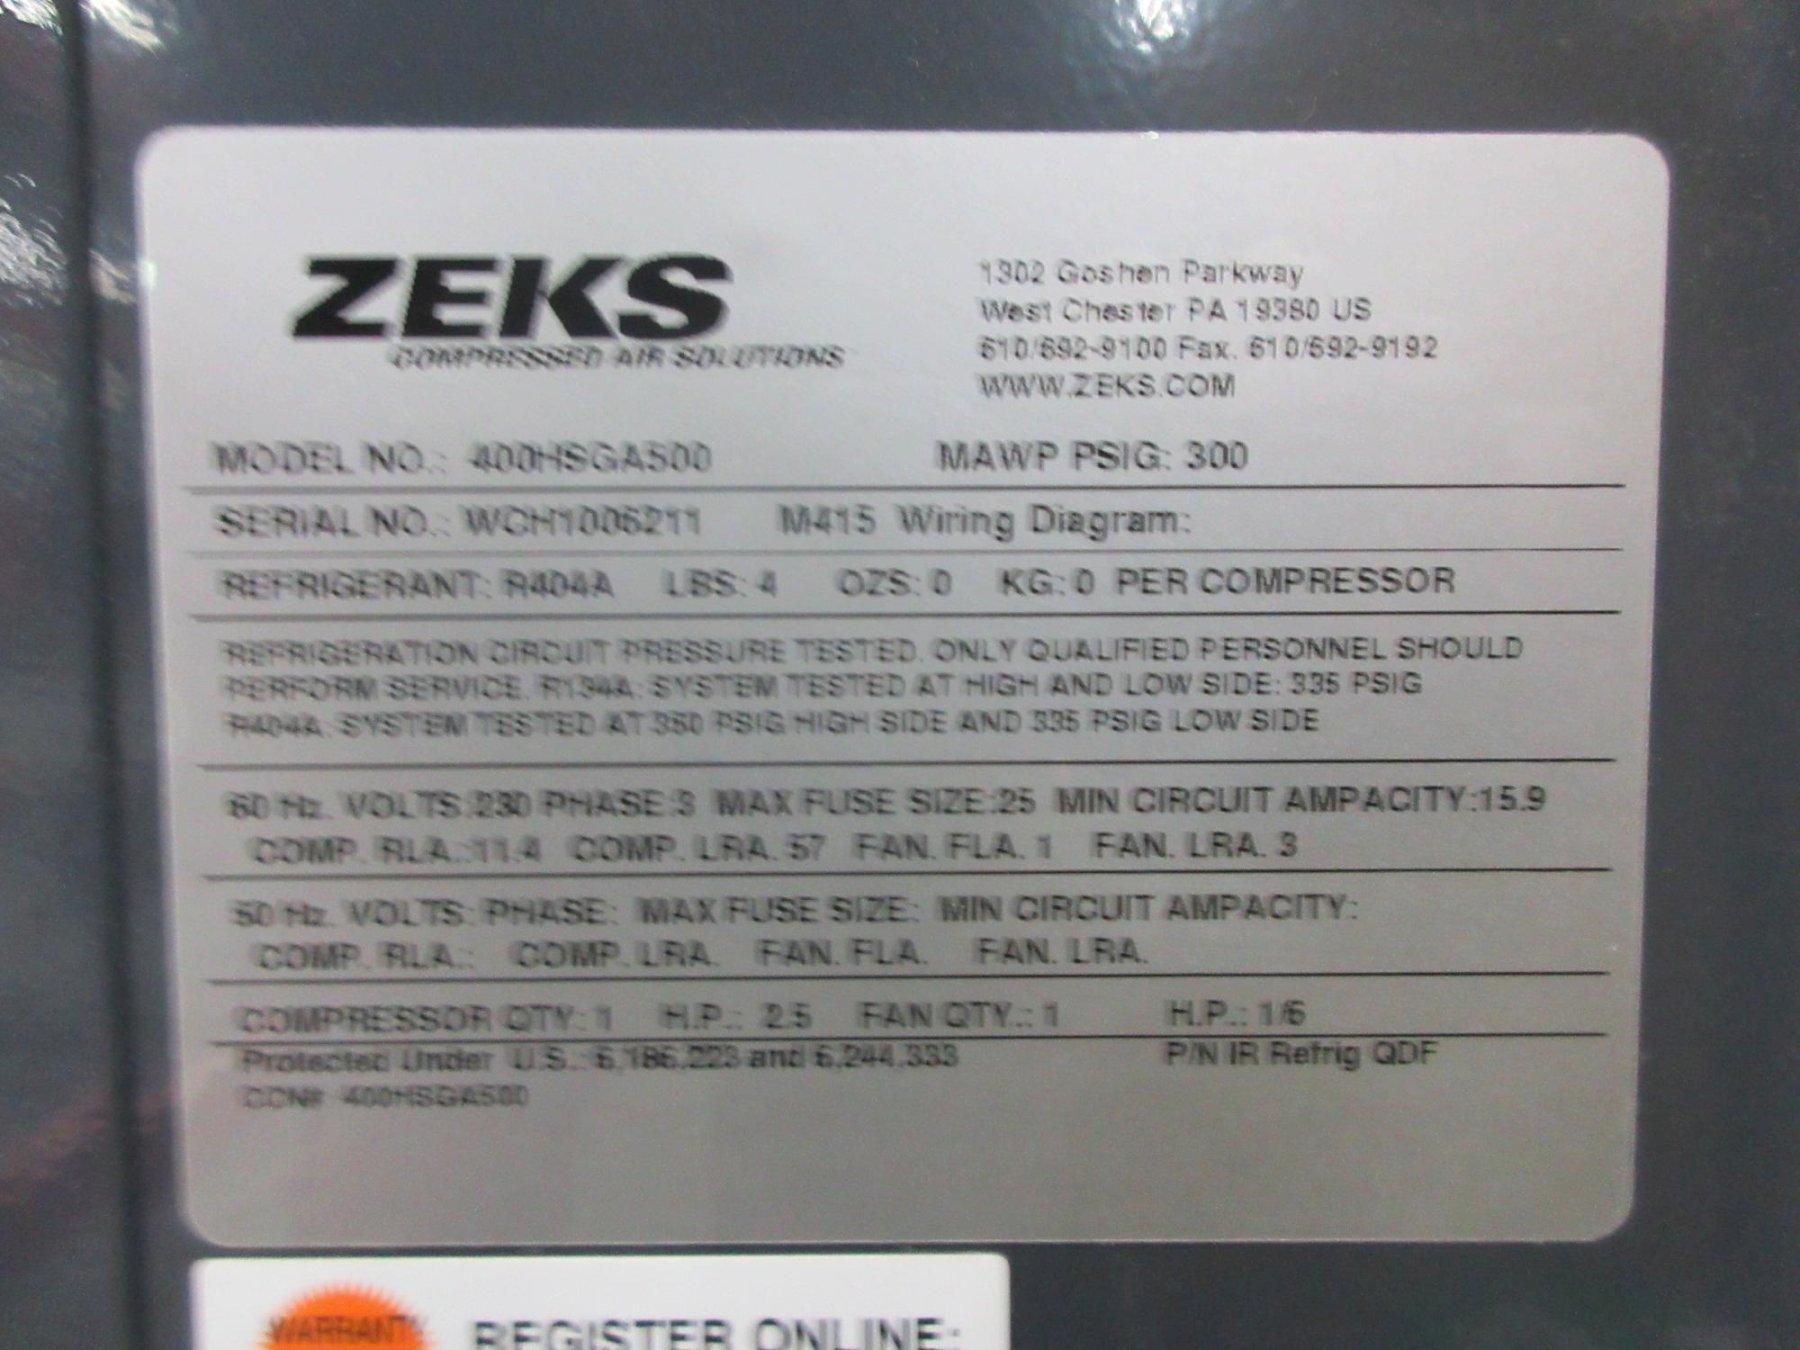 ZEKS
COMPRESSED AIR SOLUTIONS
1302 Goshen Parkway
West Chester PA 19380 US
610/692-9100 Fax. 610/692-9192
WWW.ZEKS.COM
MODEL NO.: 400HSGA500 MAWP PSIG: 300
SERIAL NO.: WCH1006211 M415 Wiring Diagram:
REFRIGERANT: R404A LBS: 4 OZS: 0 KG: 0 PER COMPRESSOR
REFRIGERATION CIRCUIT PRESSURE TESTED. ONLY QUALIFIED PERSONNEL SHOULD
PERFORM SERVICE. R134A: SYSTEM TESTED AT HIGH AND LOW SIDE: 335 PSIG
R404A: SYSTEM TESTED AT 350 PSIG HIGH SIDE AND 335 PSIG LOW SIDE
60 Hz. VOLTS:230 PHASE:3 MAX FUSE SIZE:25 MIN CIRCUIT AMPACITY:15.9
COMP. RLA.:11.4 COMP. LRA. 57 FAN. FLA. 1 FAN. LRA. 3
50 Hz. VOLTS: PHASE: MAX FUSE SIZE: MIN CIRCUIT AMPACITY:
COMP. RLA.: COMP. LRA. FAN. FLA. FAN. LRA.
COMPRESSOR QTY: 1 H.P.: 2.5 FAN QTY.: 1 H.P.: 1/6
Protected Under U.S.: 6,186,223 and 6,244,333 P/N IR Refrig QDF
CCN# 400HSGA500
WARRANTY
REGISTER ONLINE: